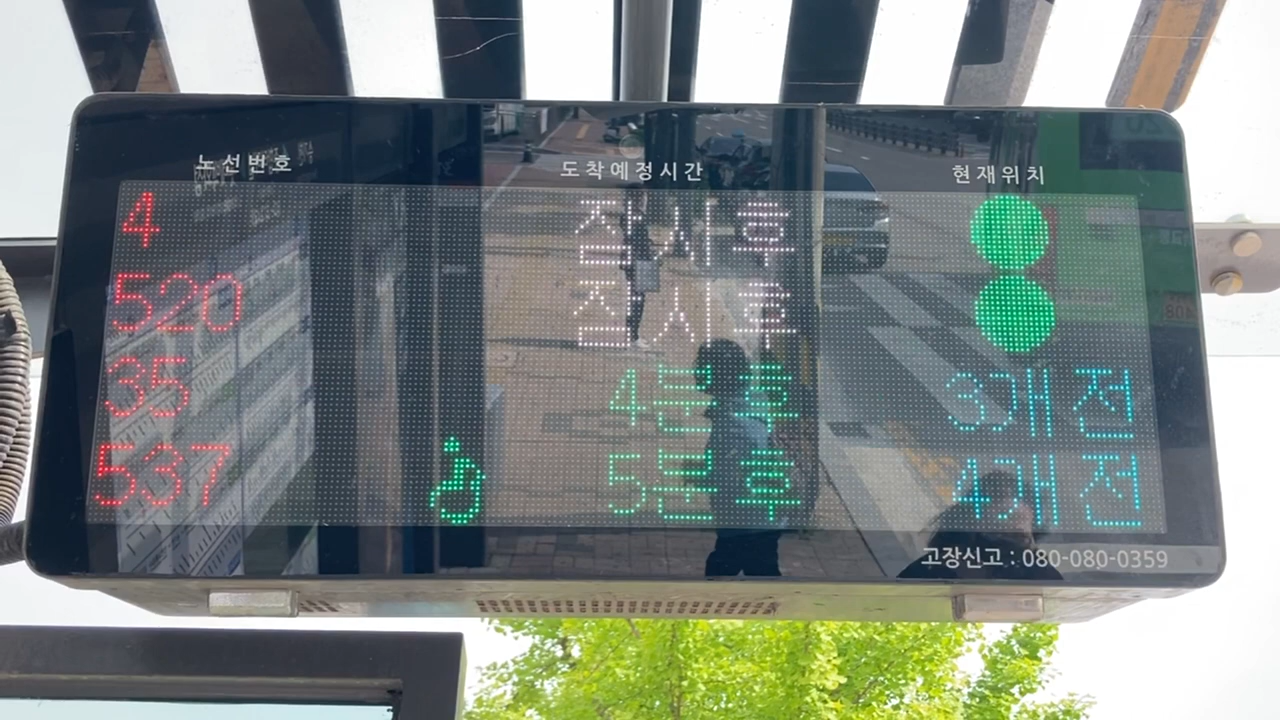 노선번호 도착예정시간 현재위치
4 잠시후
520 잠시후
35 4분후 3개전
537 5분후 4개전
고장신고 : 080-080-0359